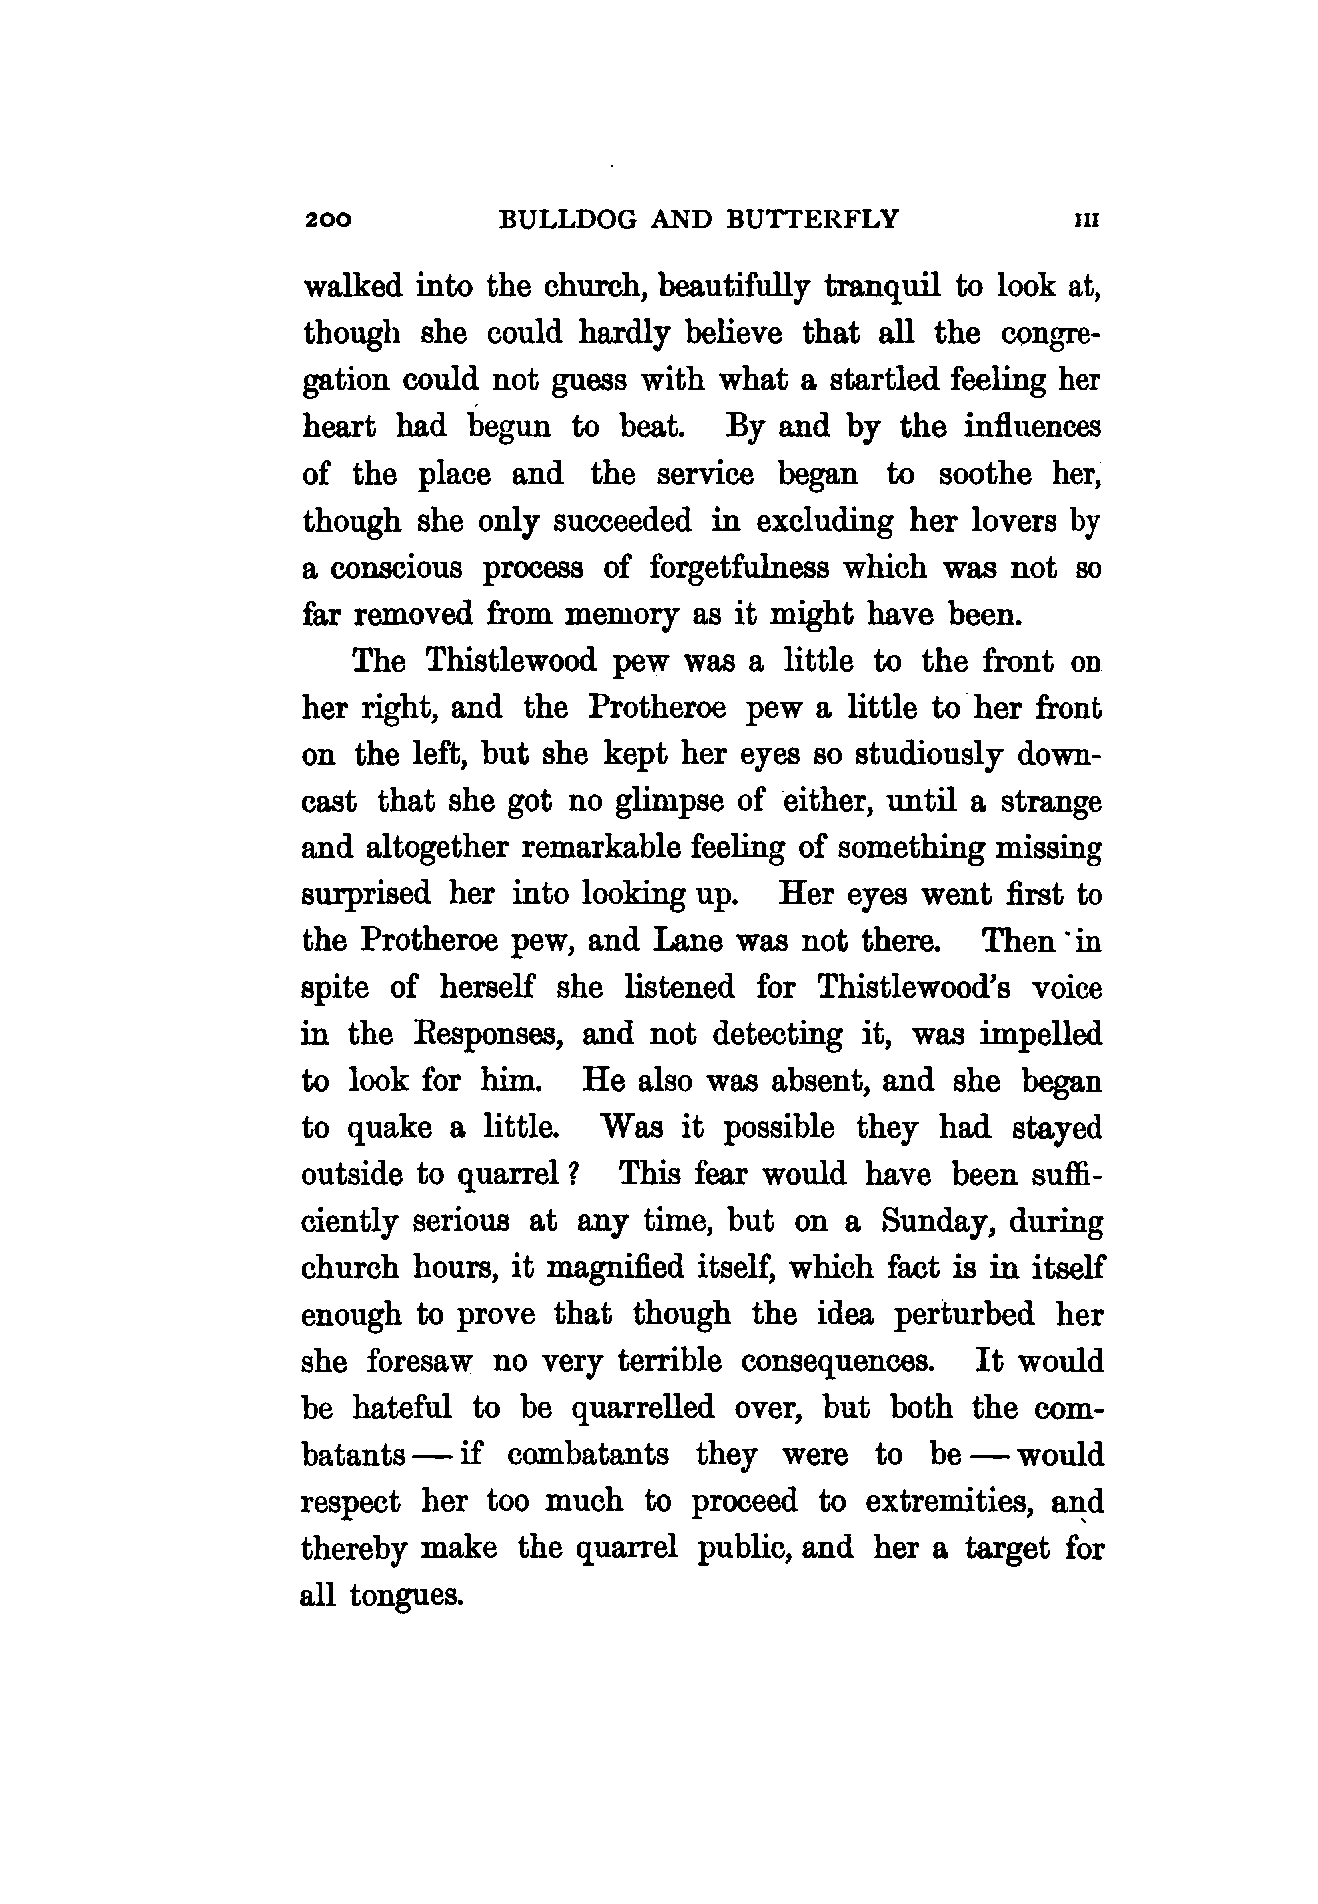 200 BULLDOG AND BUTTERFLY III
walked into the church, beautifully tranquil to look at,
though she could hardly believe that all the congre-
gation could not guess with what a startled feeling her
heart had begun to beat. By and by the influences
of the place and the service began to soothe her,
though she only succeeded in excluding her lovers by
a conscious process of forgetfulness which was not so
far removed from memory as it might have been.
The Thistlewood pew was a little to the front on
her right, and the Protheroe pew a little to her front
on the left, but she kept her eyes so studiously down-
cast that she got no glimpse of either, until a strange
and altogether remarkable feeling of something missing
surprised her into looking up. Her eyes went first to
the Protheroe pew, and Lane was not there. Then in
spite of herself she listened for Thistlewood's voice
in the Responses, and not detecting it, was impelled
to look for him. He also was absent, and she began
to quake a little. Was it possible they had stayed
outside to quarrel? This fear would have been suffi-
ciently serious at any time, but on a Sunday, during
church hours, it magnified itself, which fact is in itself
enough to prove that though the idea perturbed her
she foresaw no very terrible consequences. It would
be hateful to be quarrelled over, but both the com-
batants — if combatants they were to be — would
respect her too much to proceed to extremities, and
thereby make the quarrel public, and her a target for
all tongues.